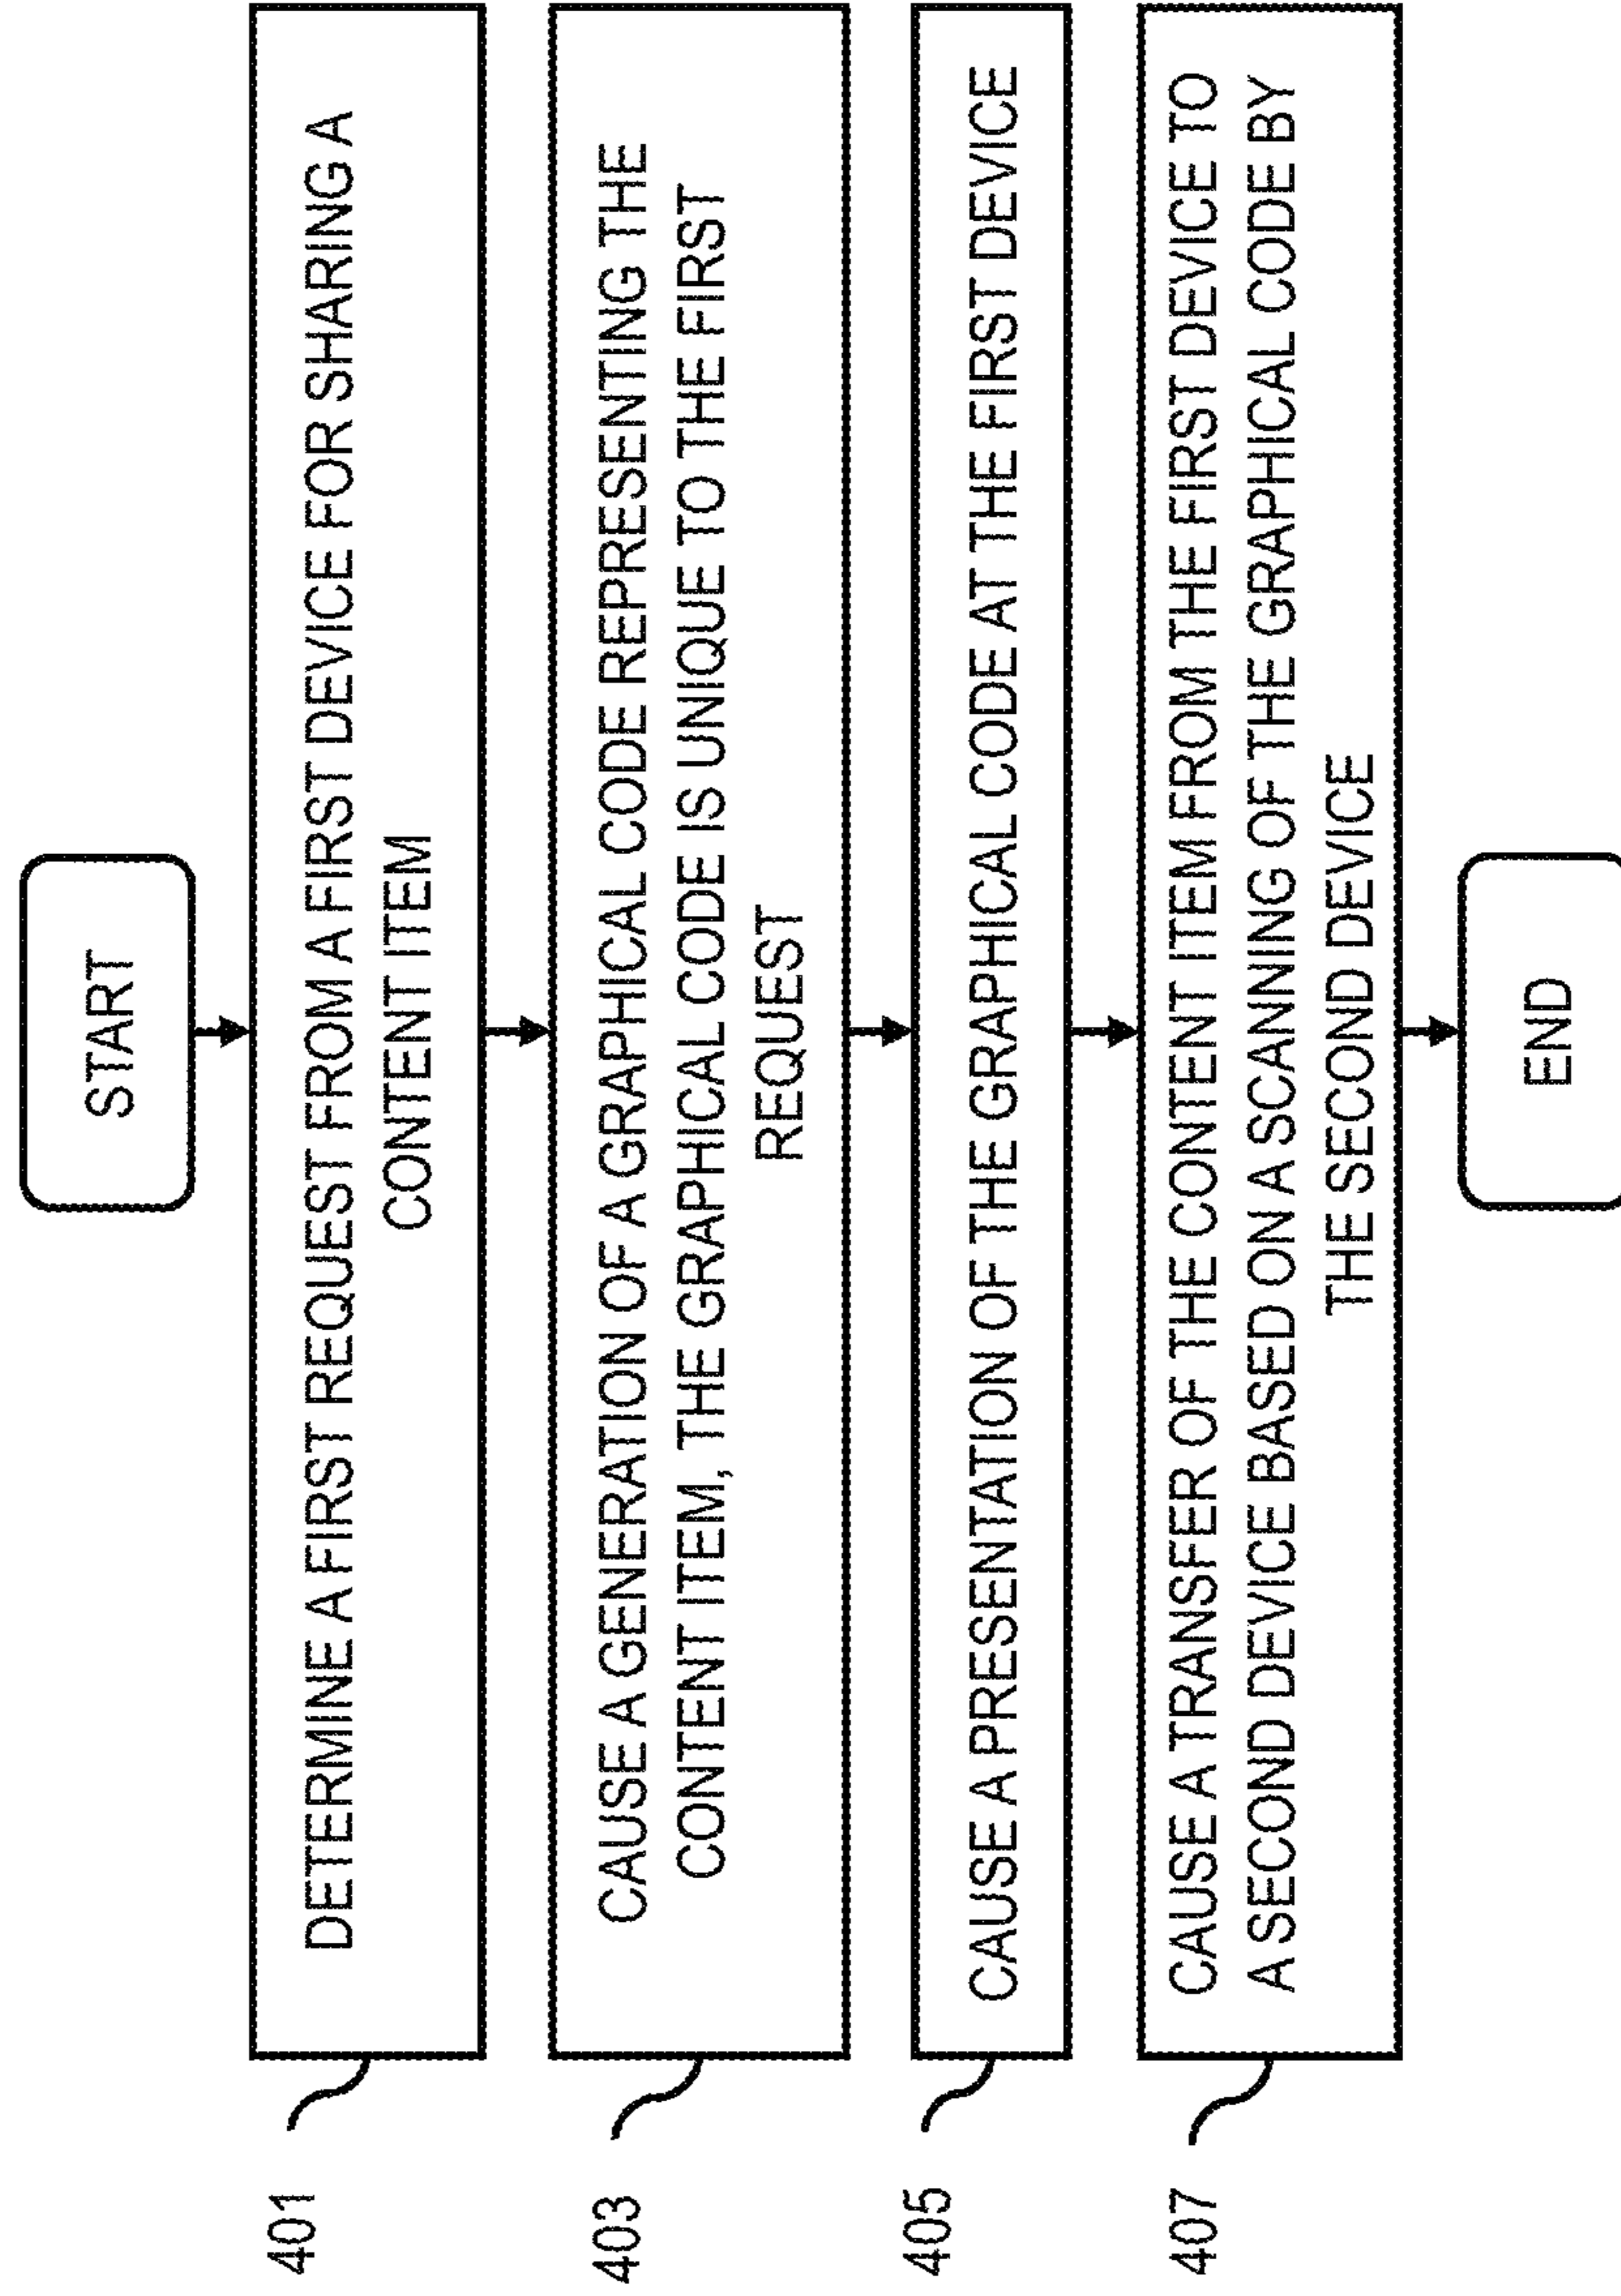 START
401
DETERMINE A FIRST REQUEST FROM A FIRST DEVICE FOR SHARING A
CONTENT ITEM
403
CAUSE A GENERATION OF A GRAPHICAL CODE REPRESENTING THE
CONTENT ITEM, THE GRAPHICAL CODE IS UNIQUE TO THE FIRST
REQUEST
405
CAUSE A PRESENTATION OF THE GRAPHICAL CODE AT THE FIRST DEVICE
407
CAUSE A TRANSFER OF THE CONTENT ITEM FROM THE FIRST DEVICE TO
A SECOND DEVICE BASED ON A SCANNING OF THE GRAPHICAL CODE BY
THE SECOND DEVICE
END